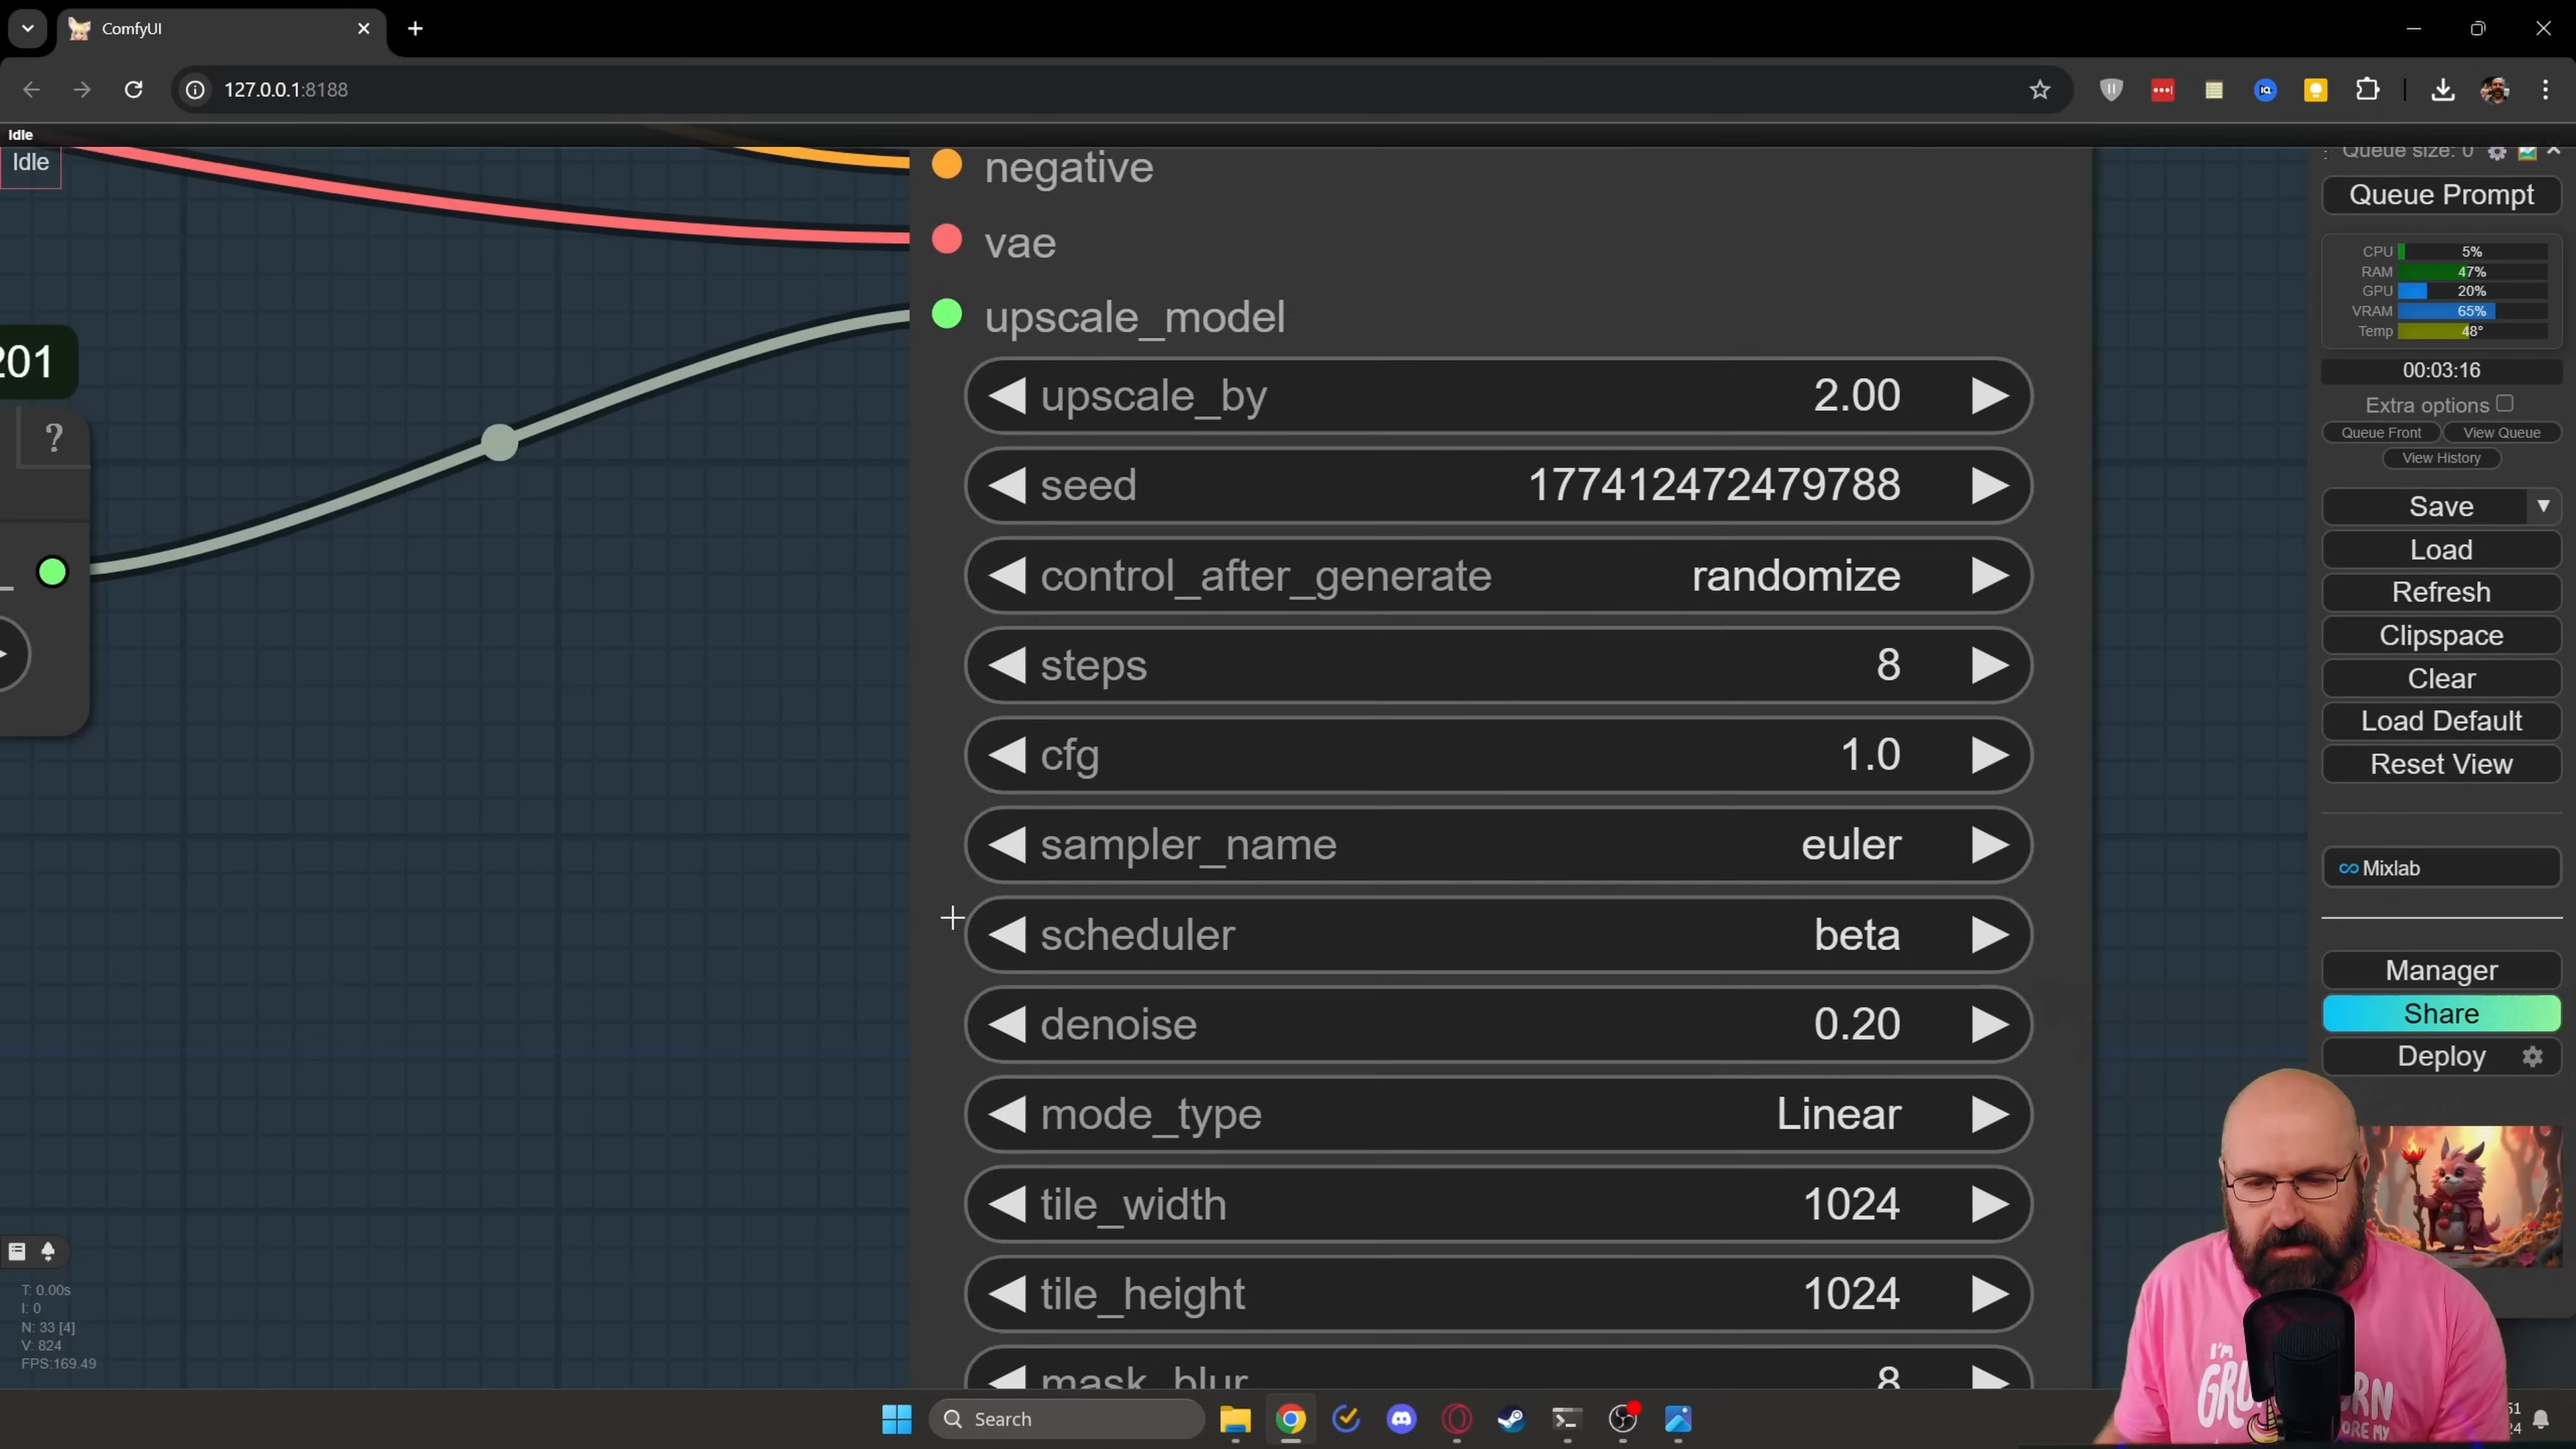 ComfyUI
127.0.0.1:8188
Idle
Idle
negative
vae
upscale_model
201
?
upscale_by 2.00
seed 177412472479788
control_after_generate randomize
steps 8
cfg 1.0
sampler_name euler
scheduler beta
denoise 0.20
mode_type Linear
tile_width 1024
tile_height 1024
mask_blur 8
Queue size: 0
Queue Prompt
CPU 5%
RAM 47%
GPU 20%
VRAM 65%
Temp 48°
00:03:16
Extra options
Queue Front View Queue
View History
Save
Load
Refresh
Clipspace
Clear
Load Default
Reset View
Mixlab
Manager
Share
Deploy
T: 0.00s
I: 0
N: 33 [4]
V: 824
FPS:169.49
I'M
Search
51
24